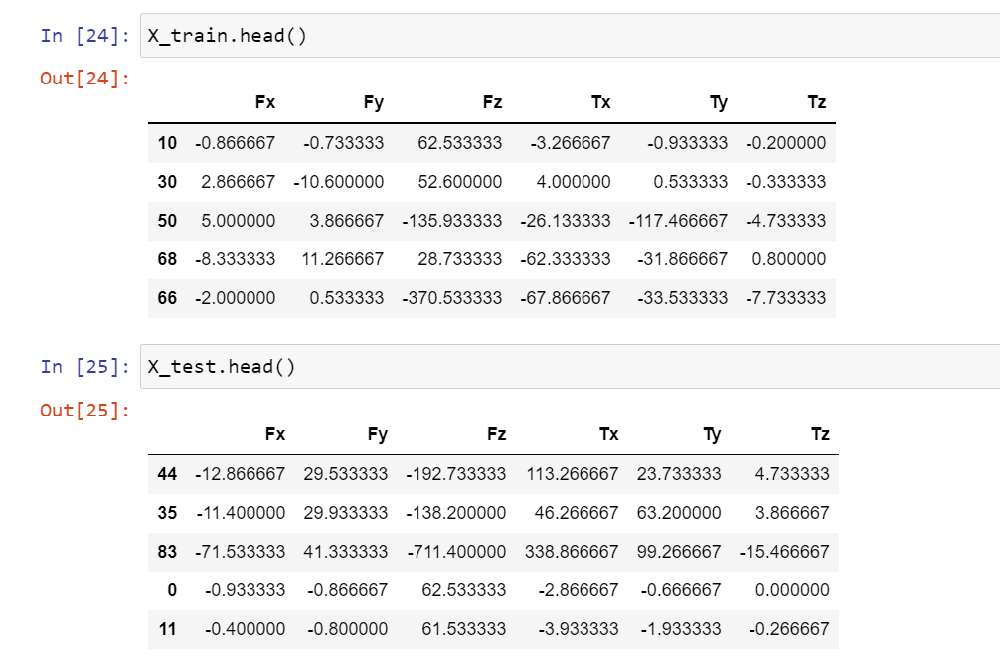 In [24]: X_train.head()
Out[24]:
Fx Fy Fz Tx Ty Tz
10 -0.866667 -0.733333 62.533333 -3.266667 -0.933333 -0.200000
30 2.866667 -10.600000 52.600000 4.000000 0.533333 -0.333333
50 5.000000 3.866667 -135.933333 -26.133333 -117.466667 -4.733333
68 -8.333333 11.266667 28.733333 -62.333333 -31.866667 0.800000
66 -2.000000 0.533333 -370.533333 -67.866667 -33.533333 -7.733333
In [25]: X_test.head()
Out[25]:
Fx Fy Fz Tx Ty Tz
44 -12.866667 29.533333 -192.733333 113.266667 23.733333 4.733333
35 -11.400000 29.933333 -138.200000 46.266667 63.200000 3.866667
83 -71.533333 41.333333 -711.400000 338.866667 99.266667 -15.466667
0 -0.933333 -0.866667 62.533333 -2.866667 -0.666667 0.000000
11 -0.400000 -0.800000 61.533333 -3.933333 -1.933333 -0.266667